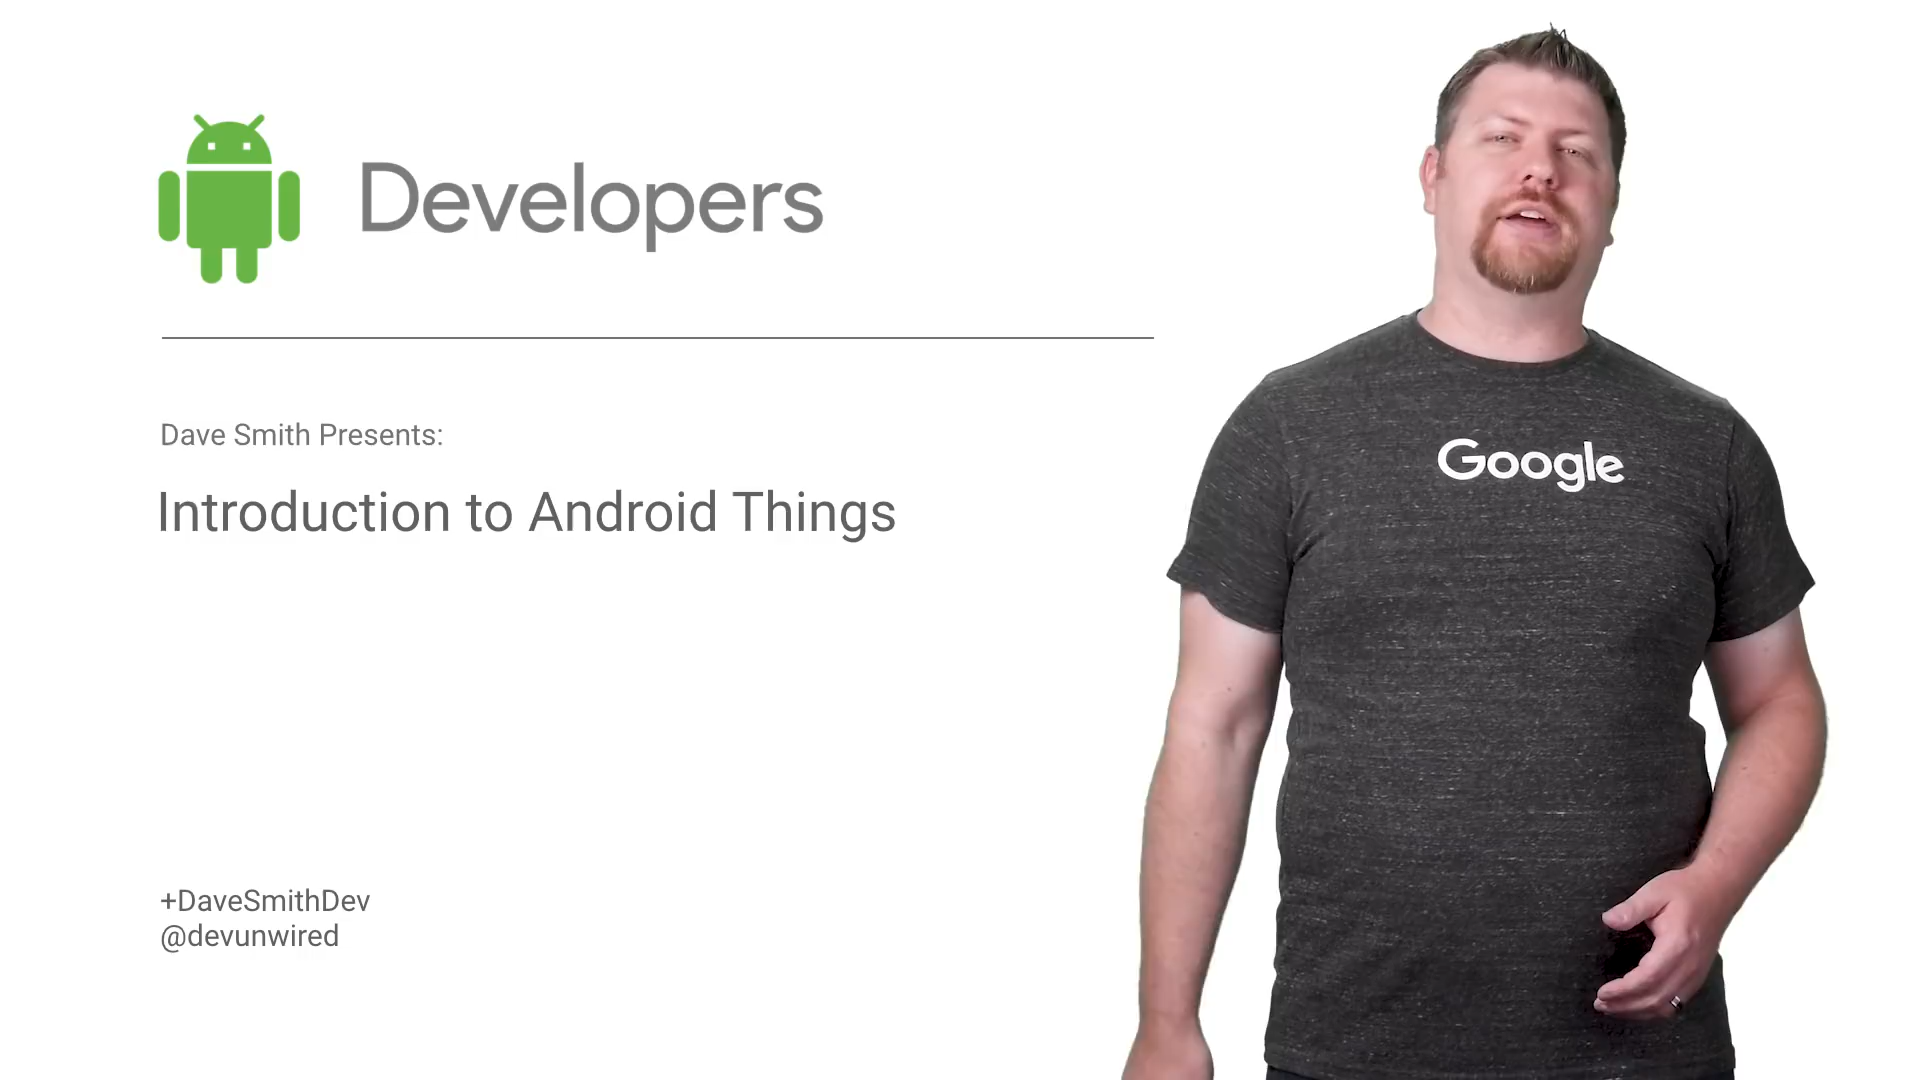 Developers
Dave Smith Presents:
Introduction to Android Things
+DaveSmithDev
@devunwired
Google